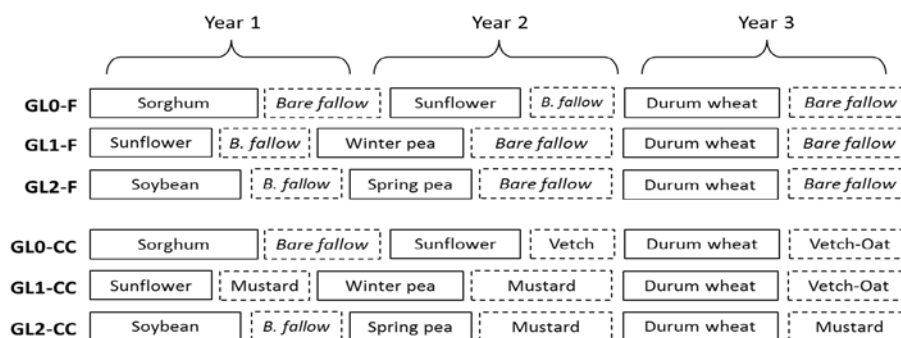 Year 1 Year 2 Year 3
GL0-F Sorghum Bare fallow Sunflower B. fallow Durum wheat Bare fallow
GL1-F Sunflower B. fallow Winter pea Bare fallow Durum wheat Bare fallow
GL2-F Soybean B. fallow Spring pea Bare fallow Durum wheat Bare fallow
GL0-CC Sorghum Bare fallow Sunflower Vetch Durum wheat Vetch-Oat
GL1-CC Sunflower Mustard Winter pea Mustard Durum wheat Vetch-Oat
GL2-CC Soybean B. fallow Spring pea Mustard Durum wheat Mustard